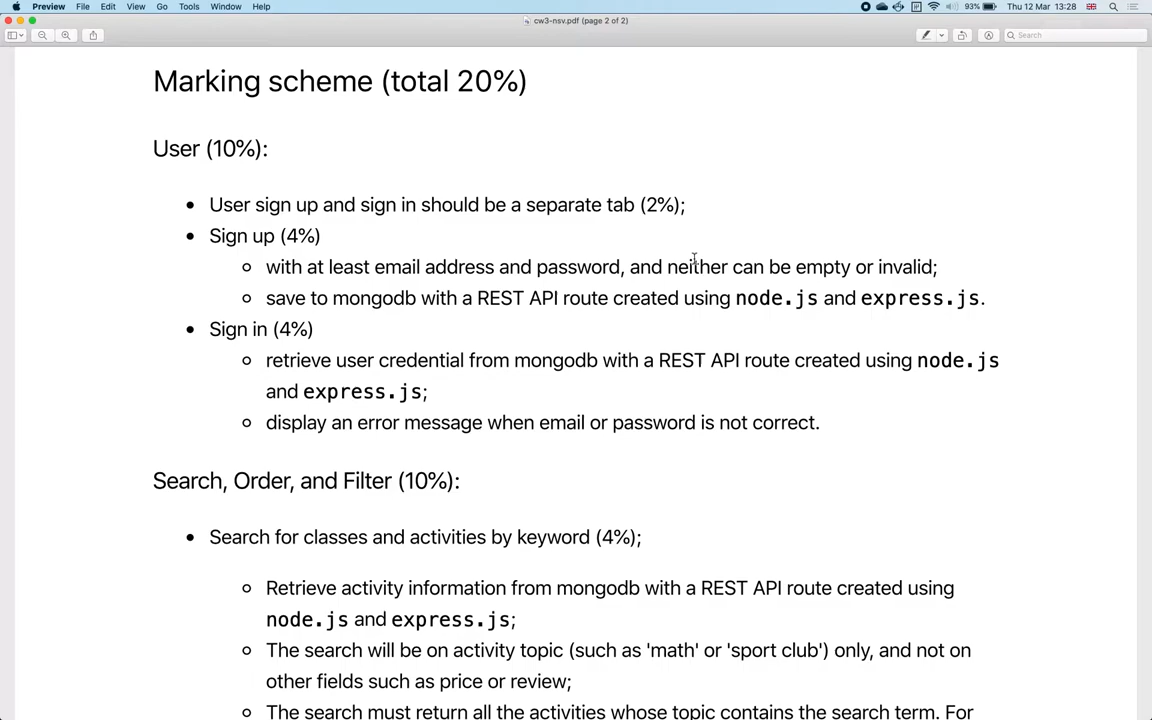 Preview File Edit View Go Tools Window Help 93% Thu 12 Mar 13:28
cw3-nsv.pdf (page 2 of 2)
Search
Marking scheme (total 20%)
User (10%):
• User sign up and sign in should be a separate tab (2%);
• Sign up (4%)
◦ with at least email address and password, and neither can be empty or invalid;
◦ save to mongodb with a REST API route created using node.js and express.js.
• Sign in (4%)
◦ retrieve user credential from mongodb with a REST API route created using node.js
and express.js;
◦ display an error message when email or password is not correct.
Search, Order, and Filter (10%):
• Search for classes and activities by keyword (4%);
◦ Retrieve activity information from mongodb with a REST API route created using
node.js and express.js;
◦ The search will be on activity topic (such as 'math' or 'sport club') only, and not on
other fields such as price or review;
◦ The search must return all the activities whose topic contains the search term. For